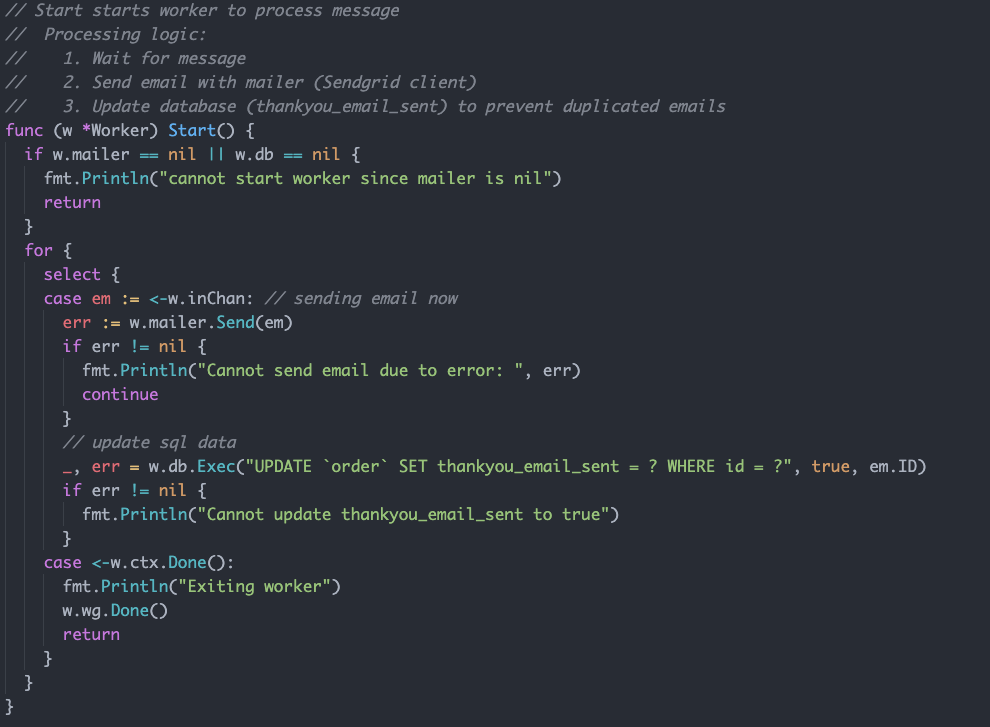 // Start starts worker to process message
//  Processing logic:
//    1. Wait for message
//    2. Send email with mailer (Sendgrid client)
//    3. Update database (thankyou_email_sent) to prevent duplicated emails
func (w *Worker) Start() {
  if w.mailer == nil || w.db == nil {
    fmt.Println("cannot start worker since mailer is nil")
    return
  }
  for {
    select {
    case em := <-w.inChan: // sending email now
      err := w.mailer.Send(em)
      if err != nil {
        fmt.Println("Cannot send email due to error: ", err)
        continue
      }
      // update sql data
      _, err = w.db.Exec("UPDATE `order` SET thankyou_email_sent = ? WHERE id = ?", true, em.ID)
      if err != nil {
        fmt.Println("Cannot update thankyou_email_sent to true")
      }
    case <-w.ctx.Done():
      fmt.Println("Exiting worker")
      w.wg.Done()
      return
    }
  }
}